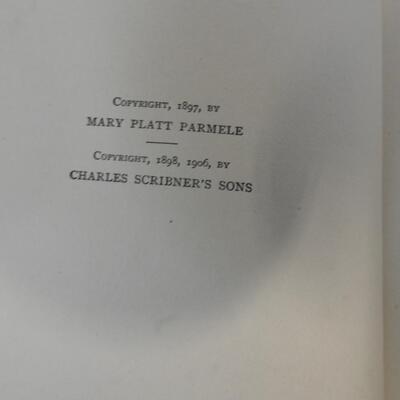 COPYRIGHT, 1897, BY
MARY PLATT PARMELE
COPYRIGHT, 1898, 1906, BY
CHARLES SCRIBNER'S SONS